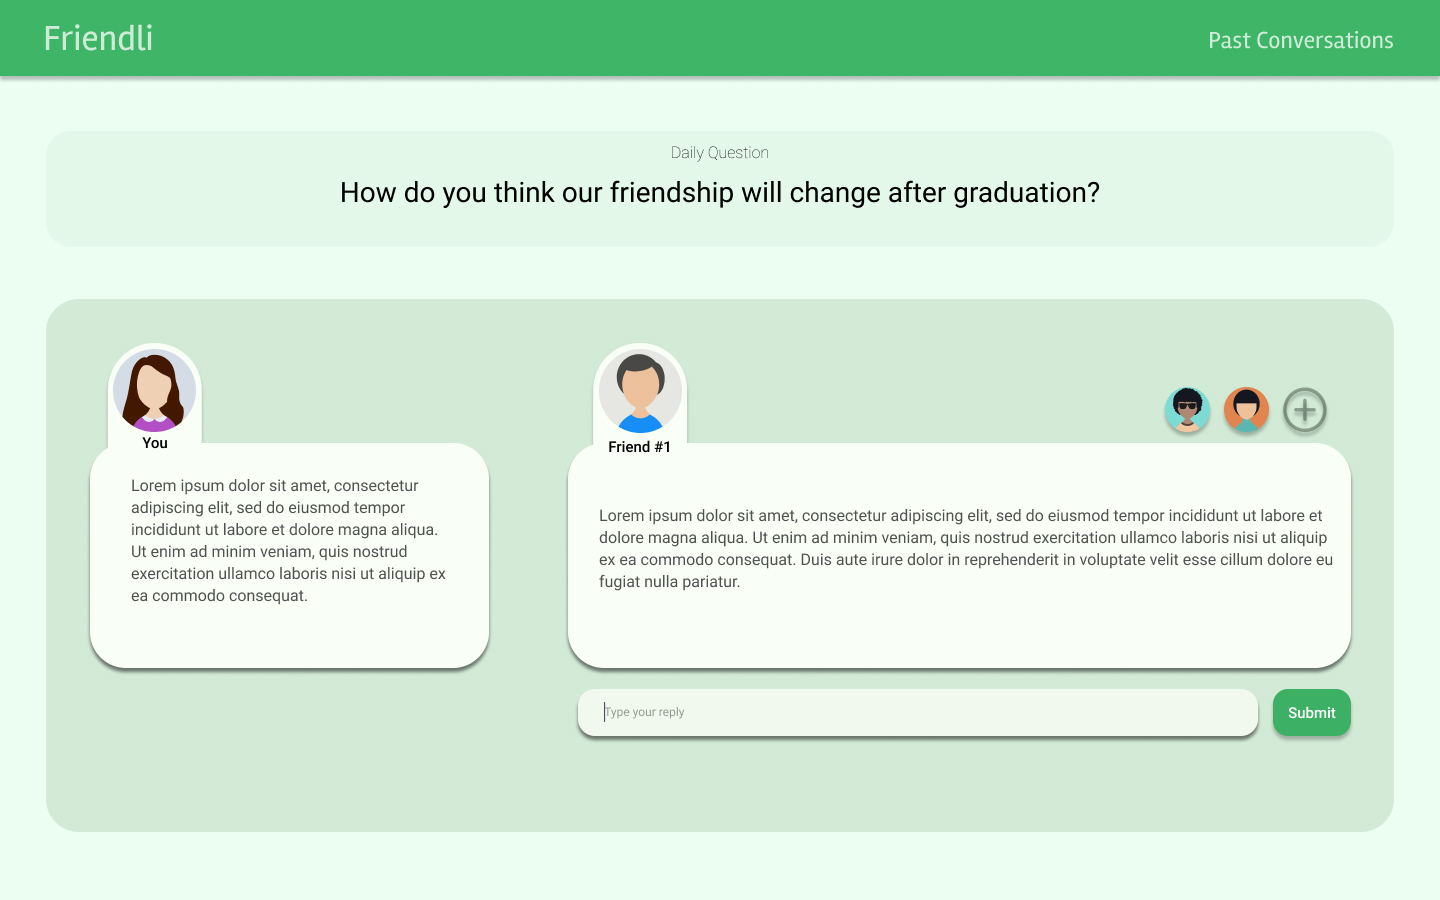 Friendli
Past Conversations
Daily Question
How do you think our friendship will change after graduation?
You
Lorem ipsum dolor sit amet, consectetur
adipiscing elit, sed do eiusmod tempor
incididunt ut labore et dolore magna aliqua.
Ut enim ad minim veniam, quis nostrud
exercitation ullamco laboris nisi ut aliquip ex
ea commodo consequat.
Friend #1
Lorem ipsum dolor sit amet, consectetur adipiscing elit, sed do eiusmod tempor incididunt ut labore et
dolore magna aliqua. Ut enim ad minim veniam, quis nostrud exercitation ullamco laboris nisi ut aliquip
ex ea commodo consequat. Duis aute irure dolor in reprehenderit in voluptate velit esse cillum dolore eu
fugiat nulla pariatur.
Type your reply
Submit